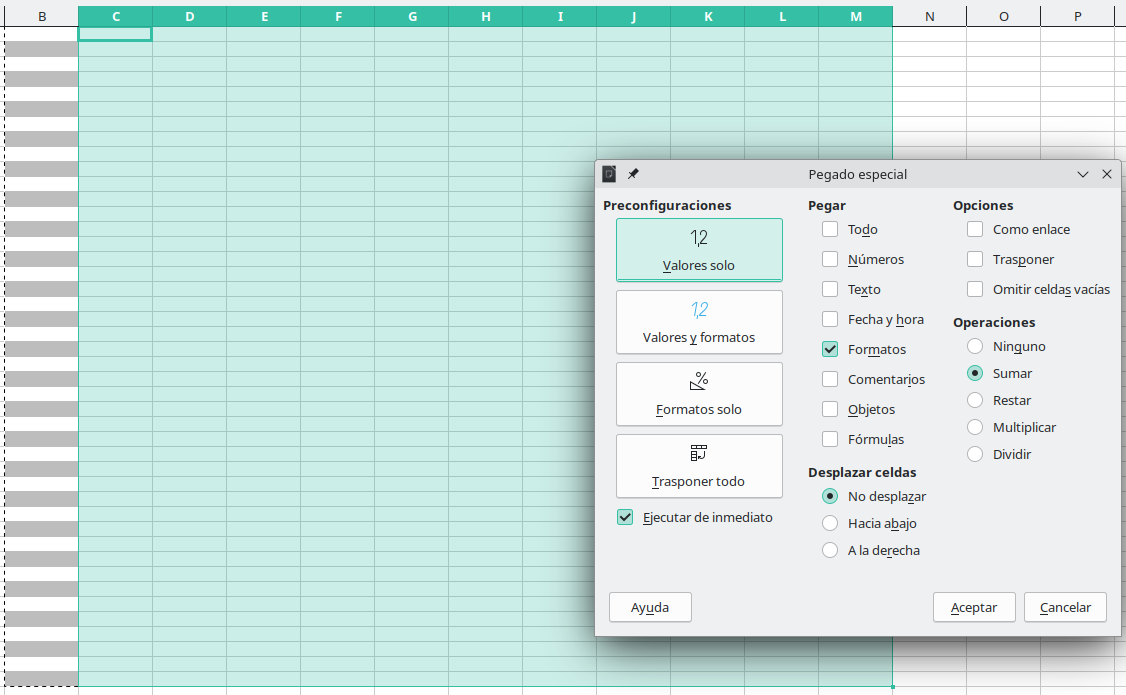 B C D E F G H I J K L M N O P
Pegado especial
Preconfiguraciones
1,2
Valores solo
1,2
Valores y formatos
Formatos solo
Trasponer todo
Ejecutar de inmediato
Pegar
Todo
Números
Texto
Fecha y hora
Formatos
Comentarios
Objetos
Fórmulas
Desplazar celdas
No desplazar
Hacia abajo
A la derecha
Opciones
Como enlace
Trasponer
Omitir celdas vacías
Operaciones
Ninguno
Sumar
Restar
Multiplicar
Dividir
Ayuda
Aceptar
Cancelar